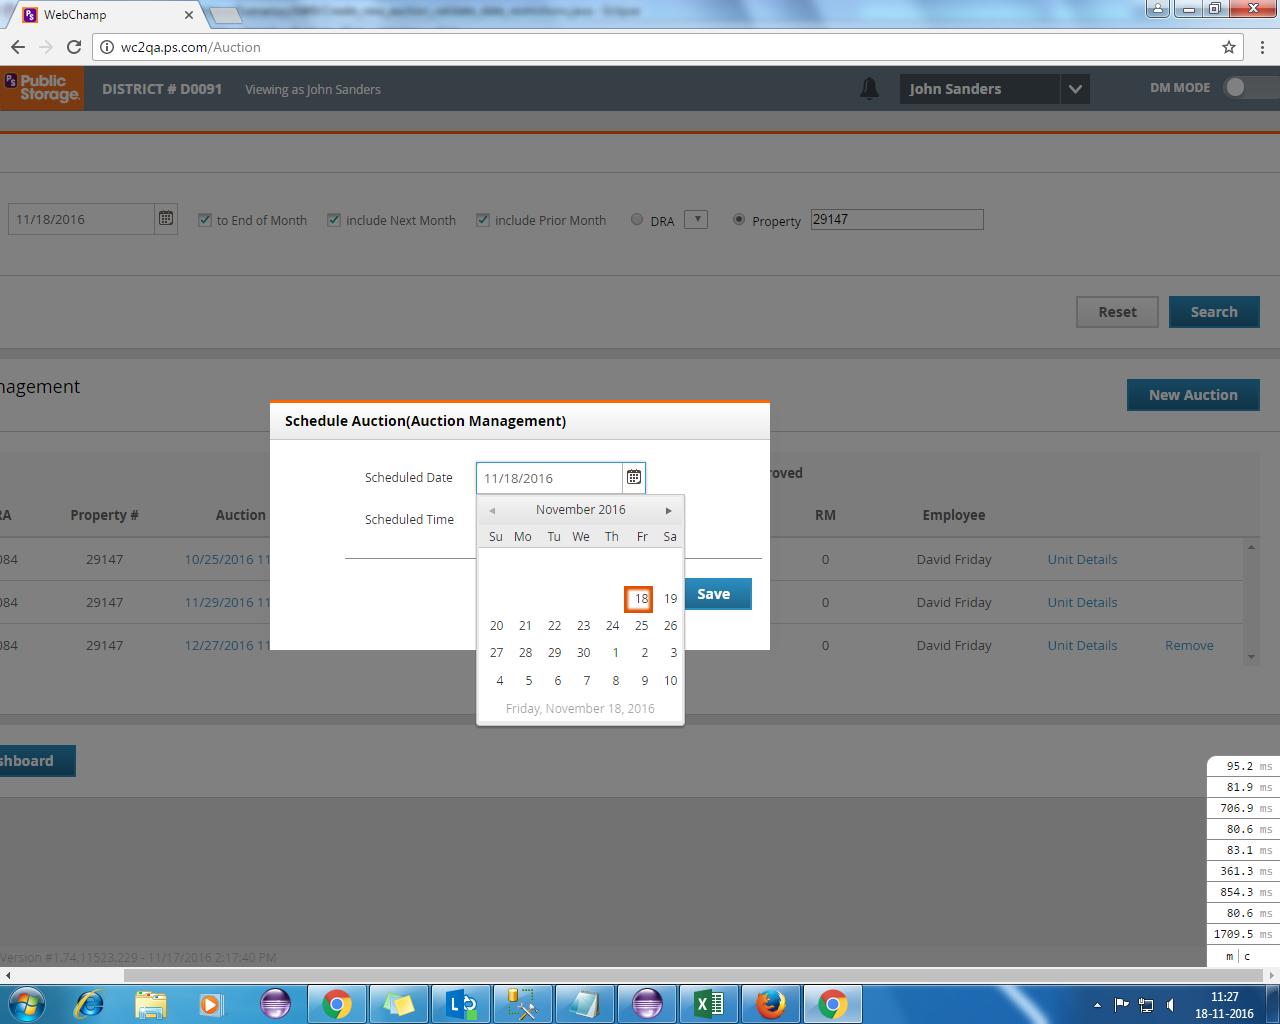 WebChamp
wc2qa.ps.com/Auction
PS Public Storage.
DISTRICT # D0091 Viewing as John Sanders John Sanders DM MODE
11/18/2016 to End of Month include Next Month include Prior Month DRA Property 29147
Reset Search
nagement New Auction
Schedule Auction(Auction Management)
Scheduled Date 11/18/2016
Scheduled Time
oved
RA Property # Auction RM Employee
084 29147 10/25/2016 11 0 David Friday Unit Details
084 29147 11/29/2016 11 0 David Friday Unit Details
084 29147 12/27/2016 11 0 David Friday Unit Details Remove
November 2016
Su Mo Tu We Th Fr Sa
18 19
20 21 22 23 24 25 26
27 28 29 30 1 2 3
4 5 6 7 8 9 10
Friday, November 18, 2016
Save
shboard
95.2 ms
81.9 ms
706.9 ms
80.6 ms
83.1 ms
361.3 ms
854.3 ms
80.6 ms
1709.5 ms
m | c
Version #1.74.11523.229 - 11/17/2016 2:17:40 PM
11:27
18-11-2016